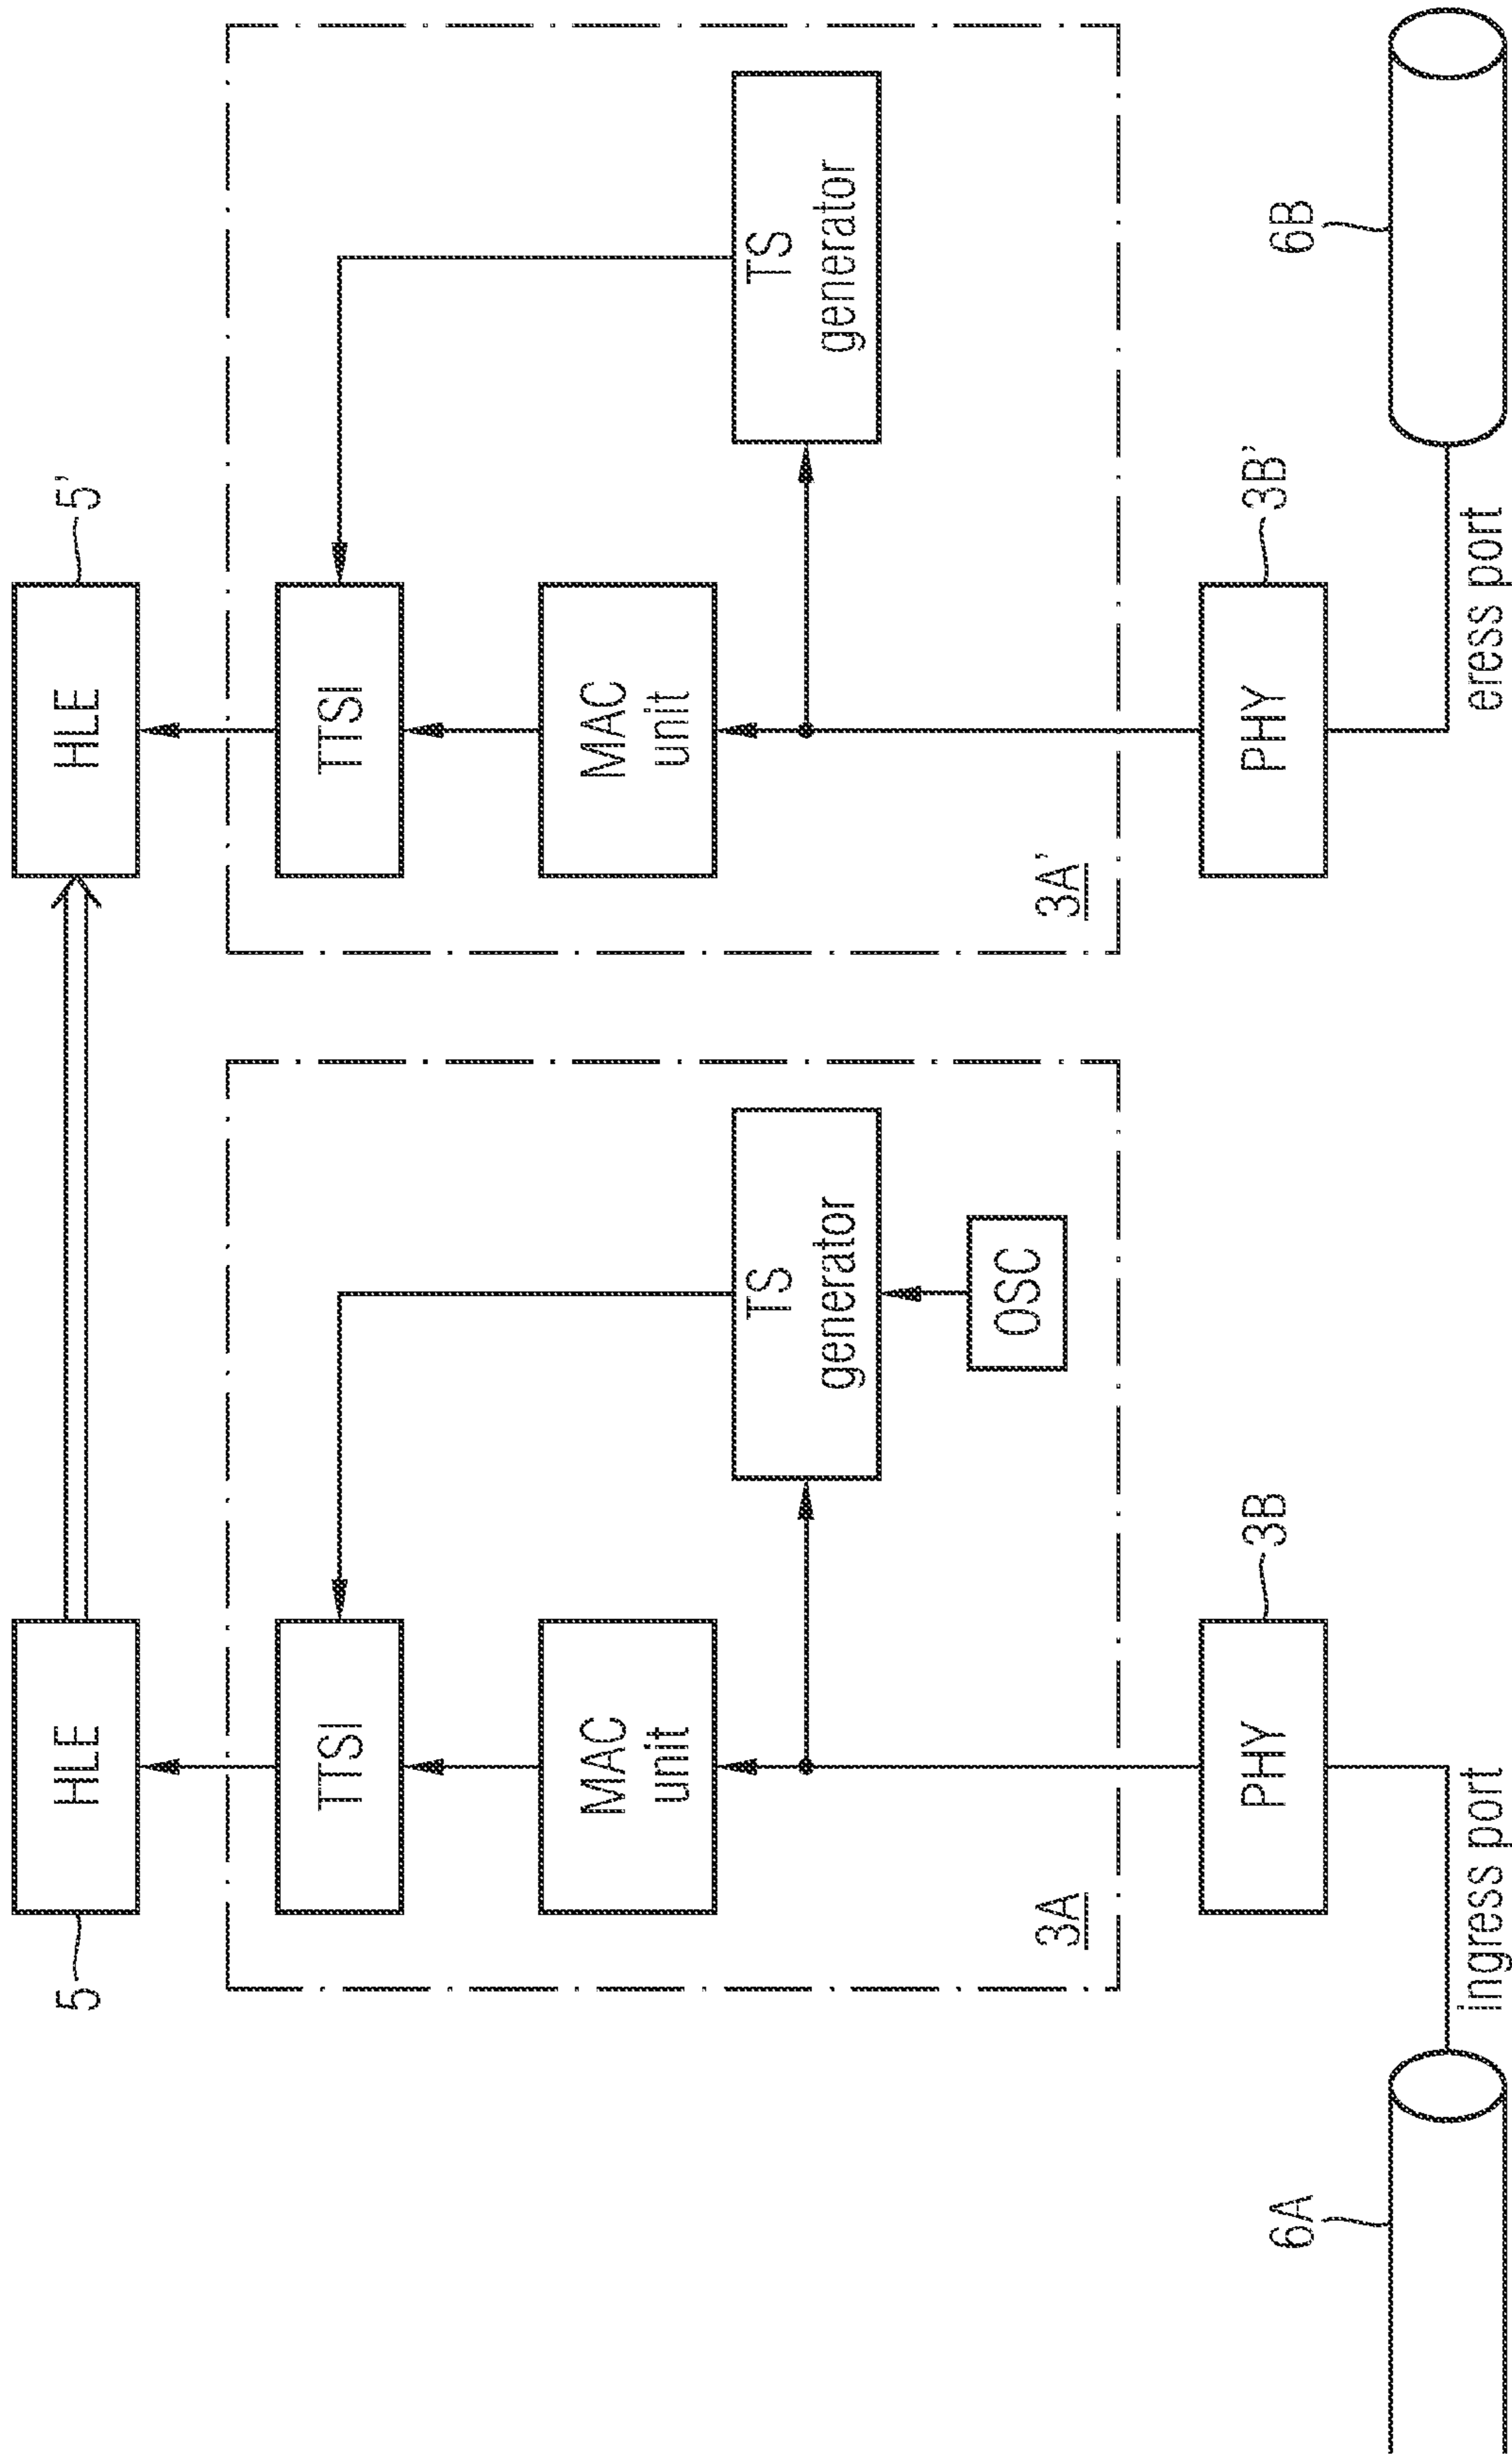 5
HLE
HLE
5'
TTSI
TTSI
MAC
unit
MAC
unit
TS
generator
TS
generator
OSC
3A
3A'
PHY
3B
PHY
3B'
6A
6B
ingress port
eress port